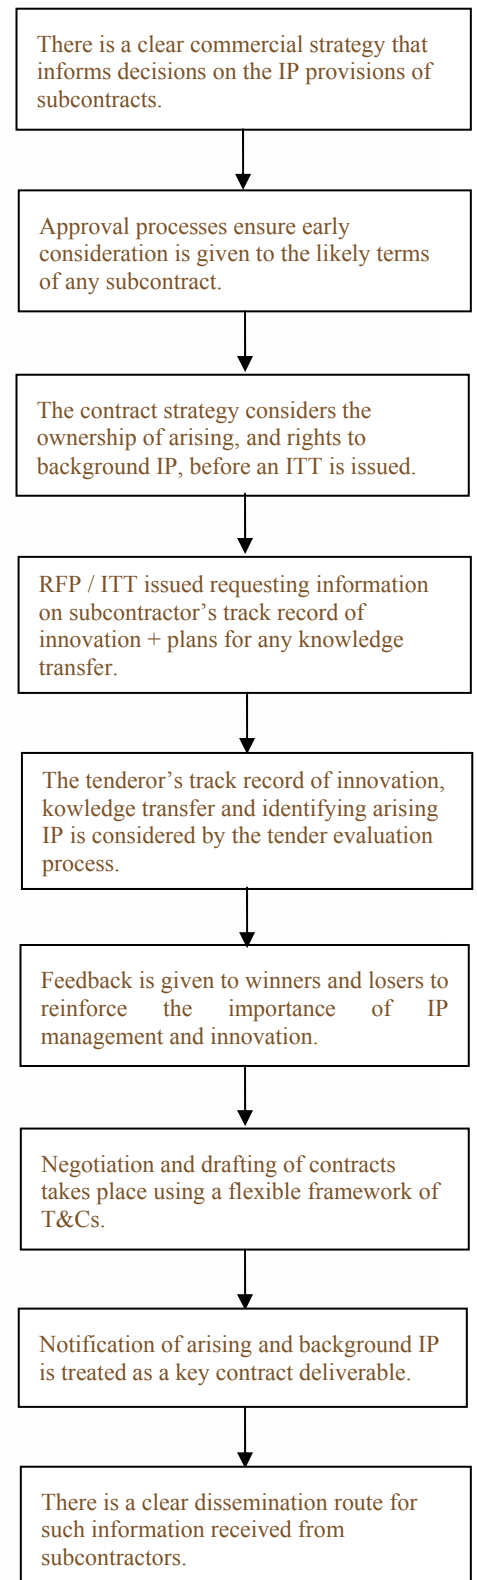 There is a clear commercial strategy that
informs decisions on the IP provisions of
subcontracts.
Approval processes ensure early
consideration is given to the likely terms
of any subcontract.
The contract strategy considers the
ownership of arising, and rights to
background IP, before an ITT is issued.
RFP / ITT issued requesting information
on subcontractor’s track record of
innovation + plans for any knowledge
transfer.
The tenderor’s track record of innovation,
kowledge transfer and identifying arising
IP is considered by the tender evaluation
process.
Feedback is given to winners and losers to
reinforce the importance of IP
management and innovation.
Negotiation and drafting of contracts
takes place using a flexible framework of
T&Cs.
Notification of arising and background IP
is treated as a key contract deliverable.
There is a clear dissemination route for
such information received from
subcontractors.